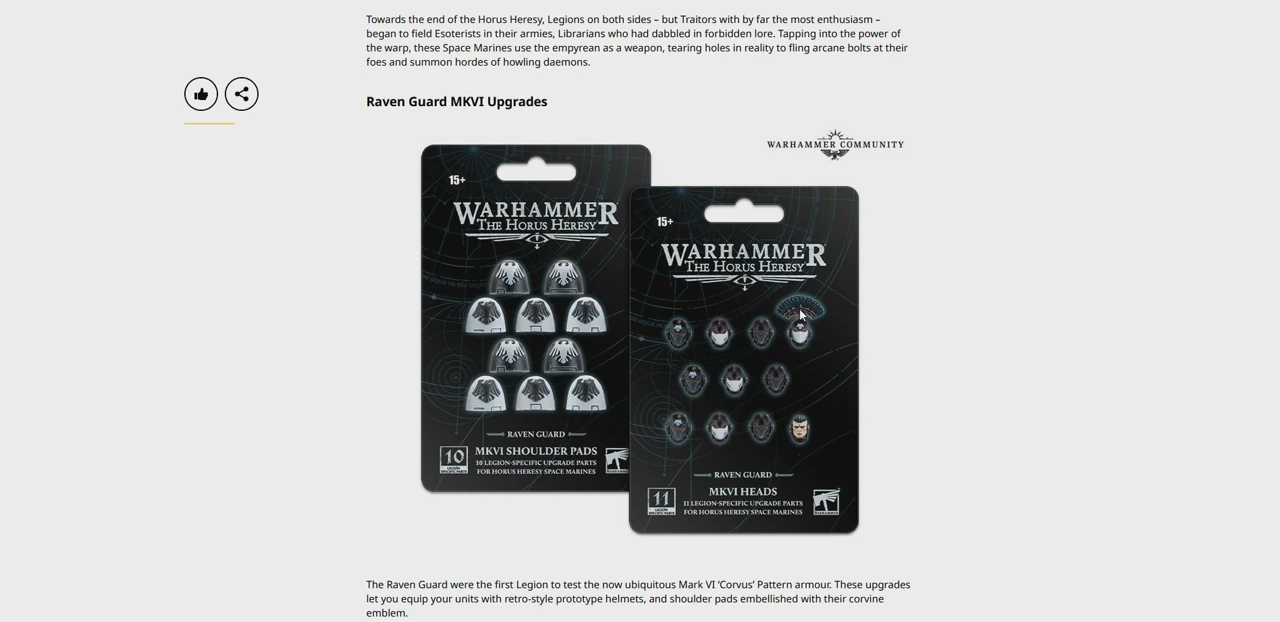 Towards the end of the Horus Heresy, Legions on both sides – but Traitors with by far the most enthusiasm –
began to field Esoterists in their armies, Librarians who had dabbled in forbidden lore. Tapping into the power of
the warp, these Space Marines use the empyrean as a weapon, tearing holes in reality to fling arcane bolts at their
foes and summon hordes of howling daemons.
Raven Guard MKVI Upgrades
WARHAMMER COMMUNITY
15+
WARHAMMER
THE HORUS HERESY
RAVEN GUARD
10
MKVI SHOULDER PADS
10 LEGION-SPECIFIC UPGRADE PARTS
FOR HORUS HERESY SPACE MARINES
15+
WARHAMMER
THE HORUS HERESY
RAVEN GUARD
11
MKVI HEADS
11 LEGION-SPECIFIC UPGRADE PARTS
FOR HORUS HERESY SPACE MARINES
The Raven Guard were the first Legion to test the now ubiquitous Mark VI ‘Corvus’ Pattern armour. These upgrades
let you equip your units with retro-style prototype helmets, and shoulder pads embellished with their corvine
emblem.